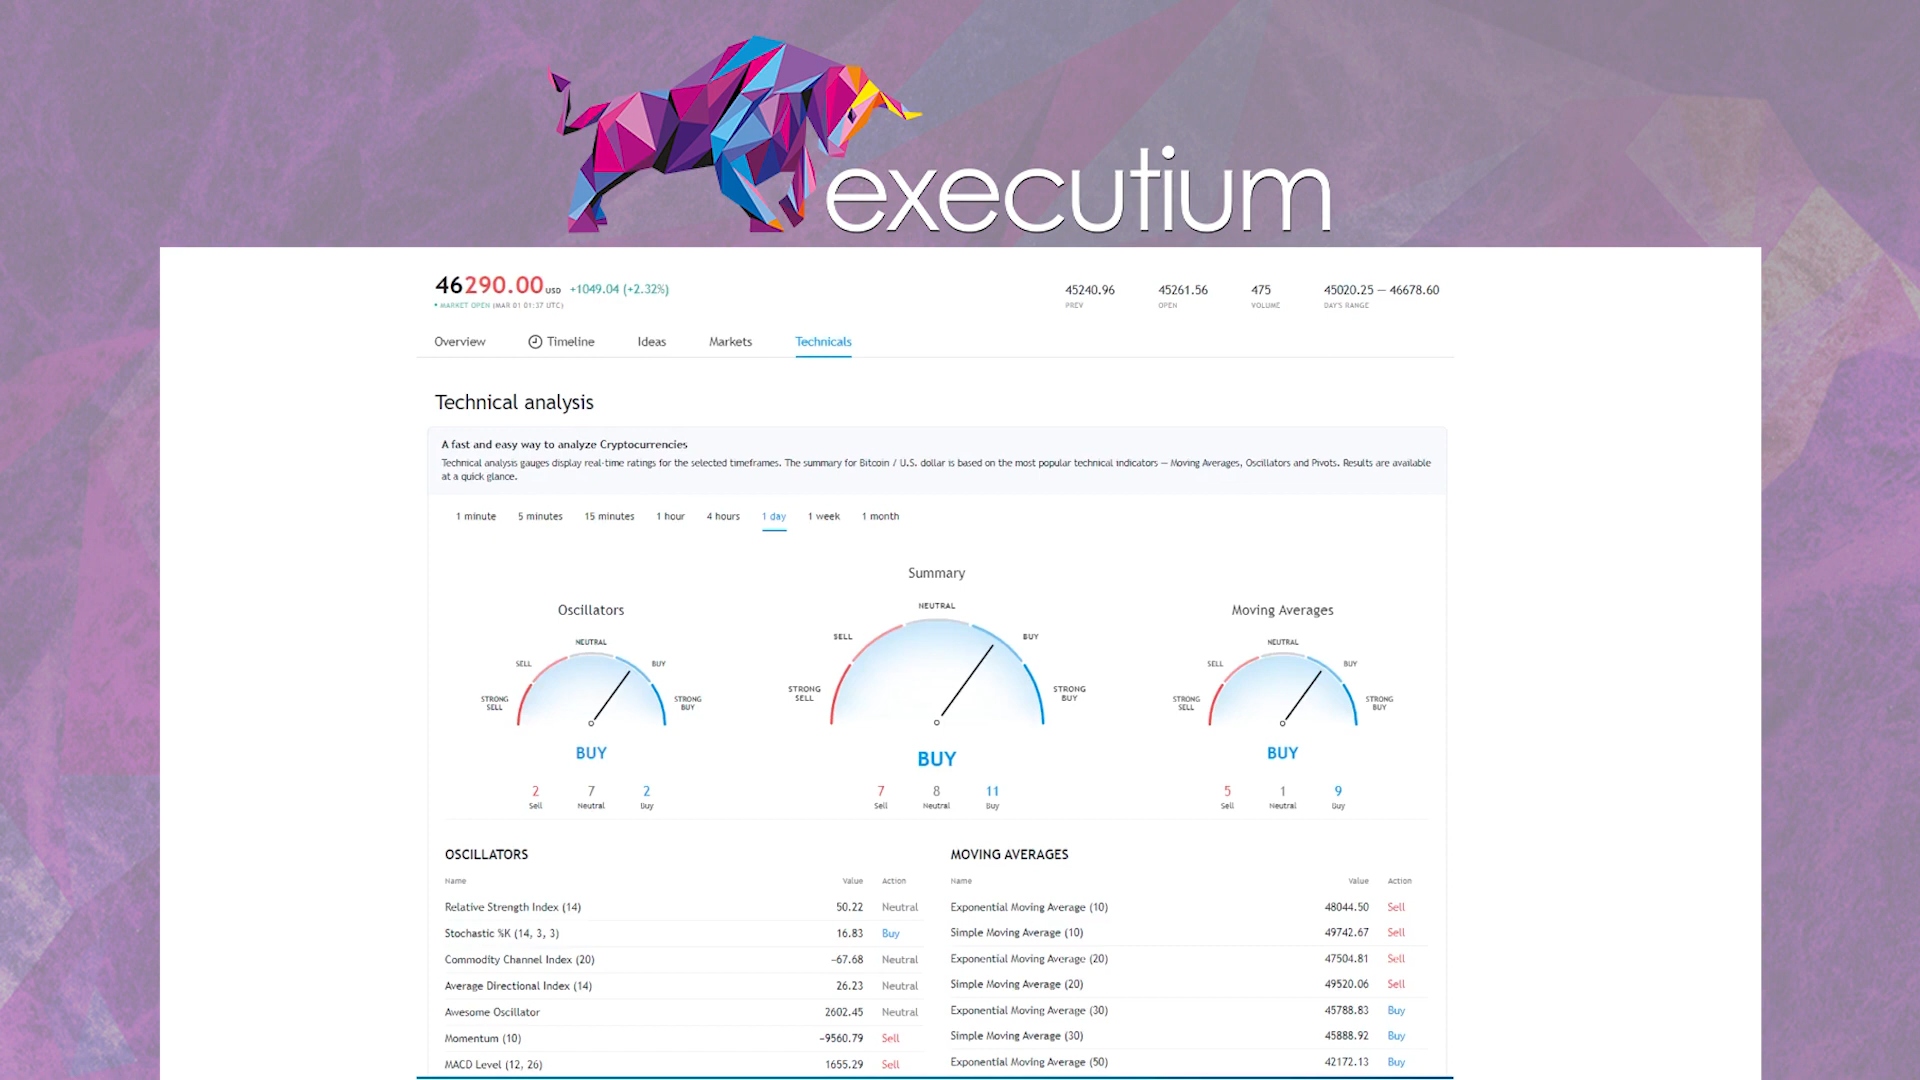 executium
46290.00 USD +1049.04 (+2.32%)
• MARKET OPEN (MAR 01 01:37 UTC)
45240.96 45261.56 475 45020.25 — 46678.60
PREV OPEN VOLUME DAY'S RANGE
Overview Timeline Ideas Markets Technicals
Technical analysis
A fast and easy way to analyze Cryptocurrencies
Technical analysis gauges display real-time ratings for the selected timeframes. The summary for Bitcoin / U.S. dollar is based on the most popular technical indicators — Moving Averages, Oscillators and Pivots. Results are available
at a quick glance.
1 minute 5 minutes 15 minutes 1 hour 4 hours 1 day 1 week 1 month
Oscillators
NEUTRAL
SELL BUY
STRONG SELL STRONG BUY
BUY
2 7 2
Sell Neutral Buy
Summary
NEUTRAL
SELL BUY
STRONG SELL STRONG BUY
BUY
7 8 11
Sell Neutral Buy
Moving Averages
NEUTRAL
SELL BUY
STRONG SELL STRONG BUY
BUY
5 1 9
Sell Neutral Buy
OSCILLATORS
Name Value Action
Relative Strength Index (14) 50.22 Neutral
Stochastic %K (14, 3, 3) 16.83 Buy
Commodity Channel Index (20) −67.68 Neutral
Average Directional Index (14) 26.23 Neutral
Awesome Oscillator 2602.45 Neutral
Momentum (10) −9560.79 Sell
MACD Level (12, 26) 1655.29 Sell
MOVING AVERAGES
Name Value Action
Exponential Moving Average (10) 48044.50 Sell
Simple Moving Average (10) 49742.67 Sell
Exponential Moving Average (20) 47504.81 Sell
Simple Moving Average (20) 49520.06 Sell
Exponential Moving Average (30) 45788.83 Buy
Simple Moving Average (30) 45888.92 Buy
Exponential Moving Average (50) 42172.13 Buy